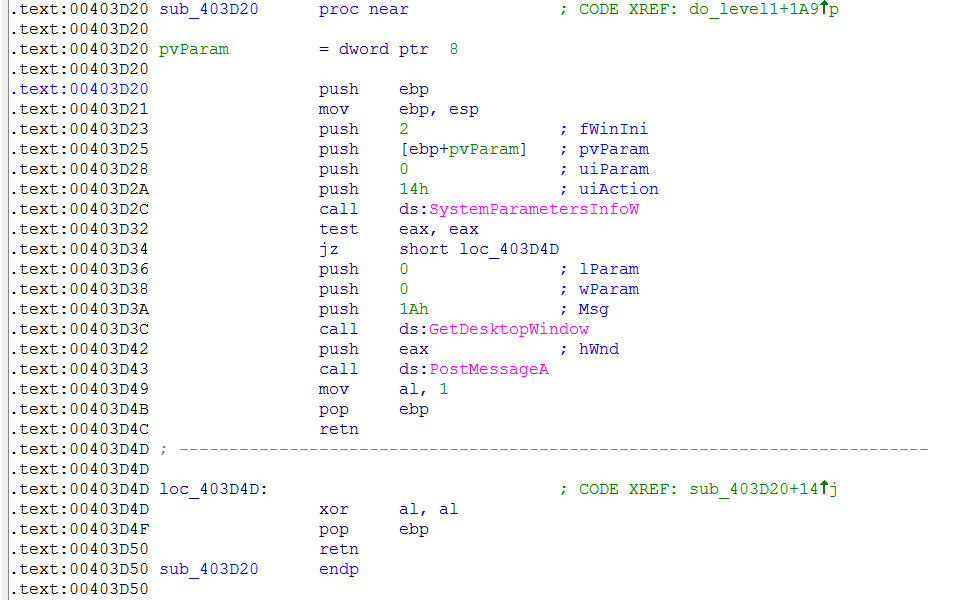 .text:00403D20 sub_403D20      proc near               ; CODE XREF: do_level1+1A9↑p
.text:00403D20
.text:00403D20 pvParam         = dword ptr  8
.text:00403D20
.text:00403D20                 push    ebp
.text:00403D21                 mov     ebp, esp
.text:00403D23                 push    2               ; fWinIni
.text:00403D25                 push    [ebp+pvParam]   ; pvParam
.text:00403D28                 push    0               ; uiParam
.text:00403D2A                 push    14h             ; uiAction
.text:00403D2C                 call    ds:SystemParametersInfoW
.text:00403D32                 test    eax, eax
.text:00403D34                 jz      short loc_403D4D
.text:00403D36                 push    0               ; lParam
.text:00403D38                 push    0               ; wParam
.text:00403D3A                 push    1Ah             ; Msg
.text:00403D3C                 call    ds:GetDesktopWindow
.text:00403D42                 push    eax             ; hWnd
.text:00403D43                 call    ds:PostMessageA
.text:00403D49                 mov     al, 1
.text:00403D4B                 pop     ebp
.text:00403D4C                 retn
.text:00403D4D ; ---------------------------------------------------------------------------
.text:00403D4D
.text:00403D4D loc_403D4D:                             ; CODE XREF: sub_403D20+14↑j
.text:00403D4D                 xor     al, al
.text:00403D4F                 pop     ebp
.text:00403D50                 retn
.text:00403D50 sub_403D20      endp
.text:00403D50